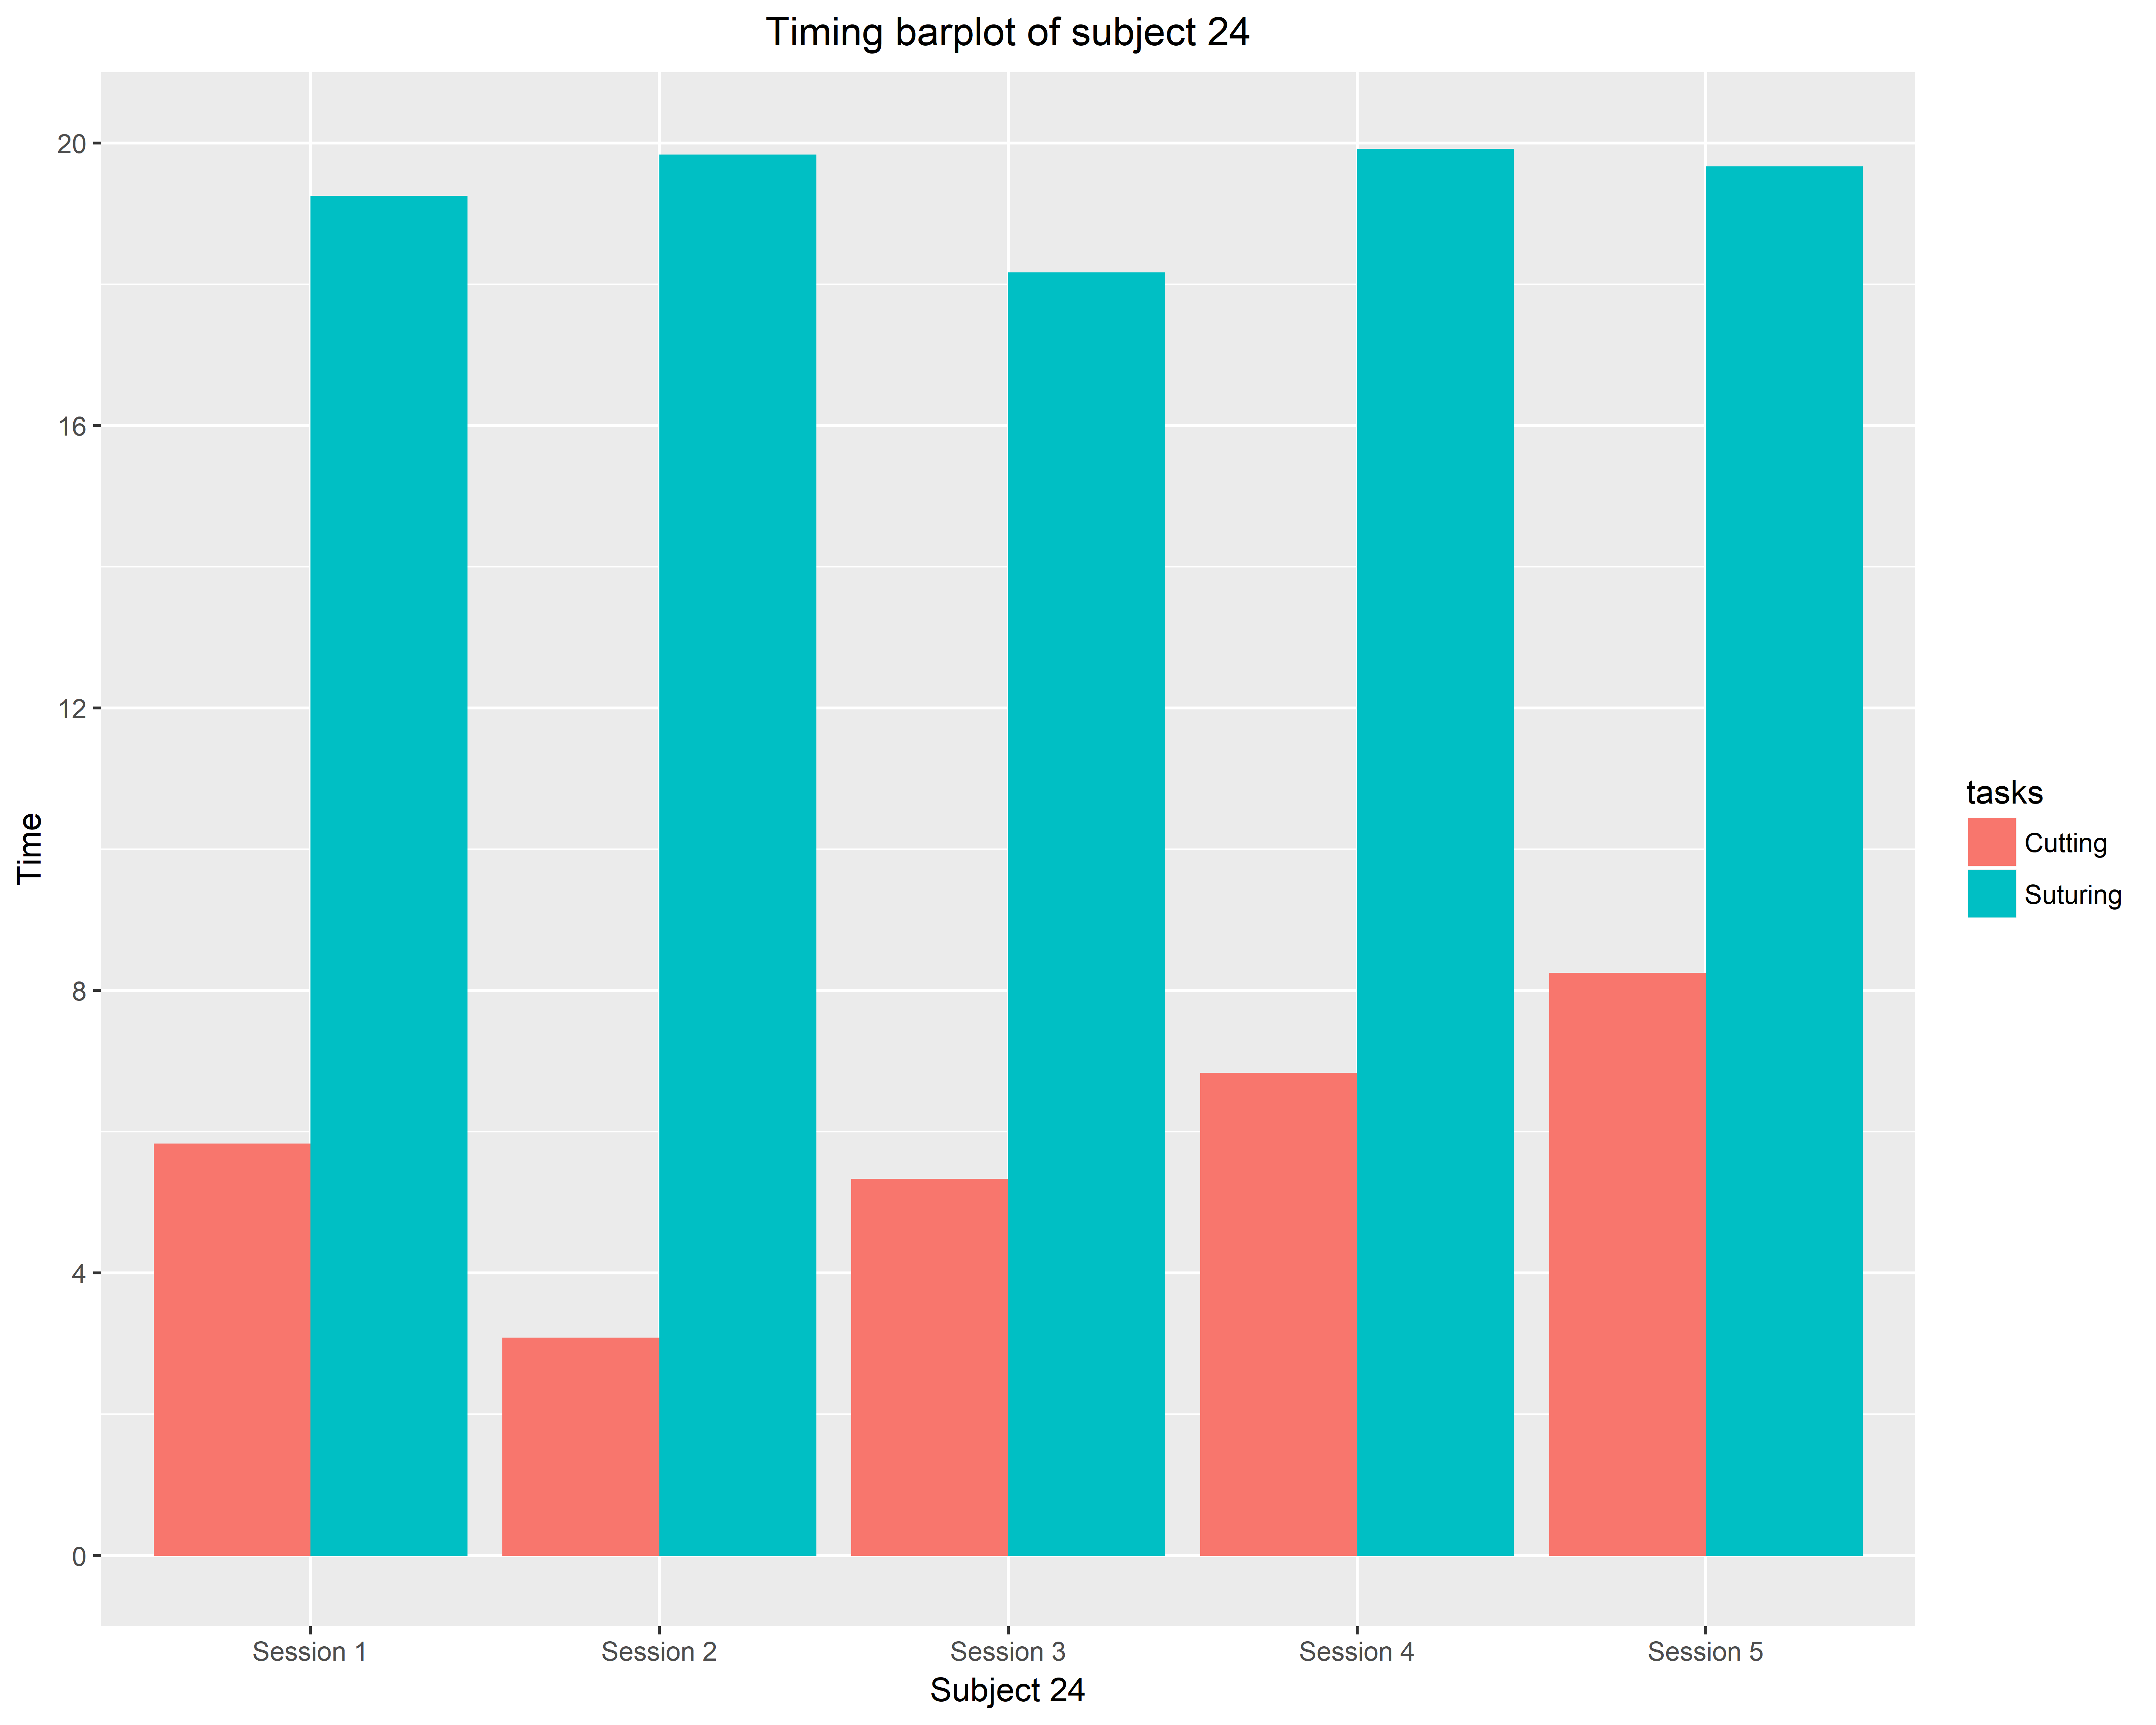 Timing barplot of subject 24
20
16
12
8
4
0
Time
Session 1
Session 2
Session 3
Session 4
Session 5
Subject 24
tasks
Cutting
Suturing